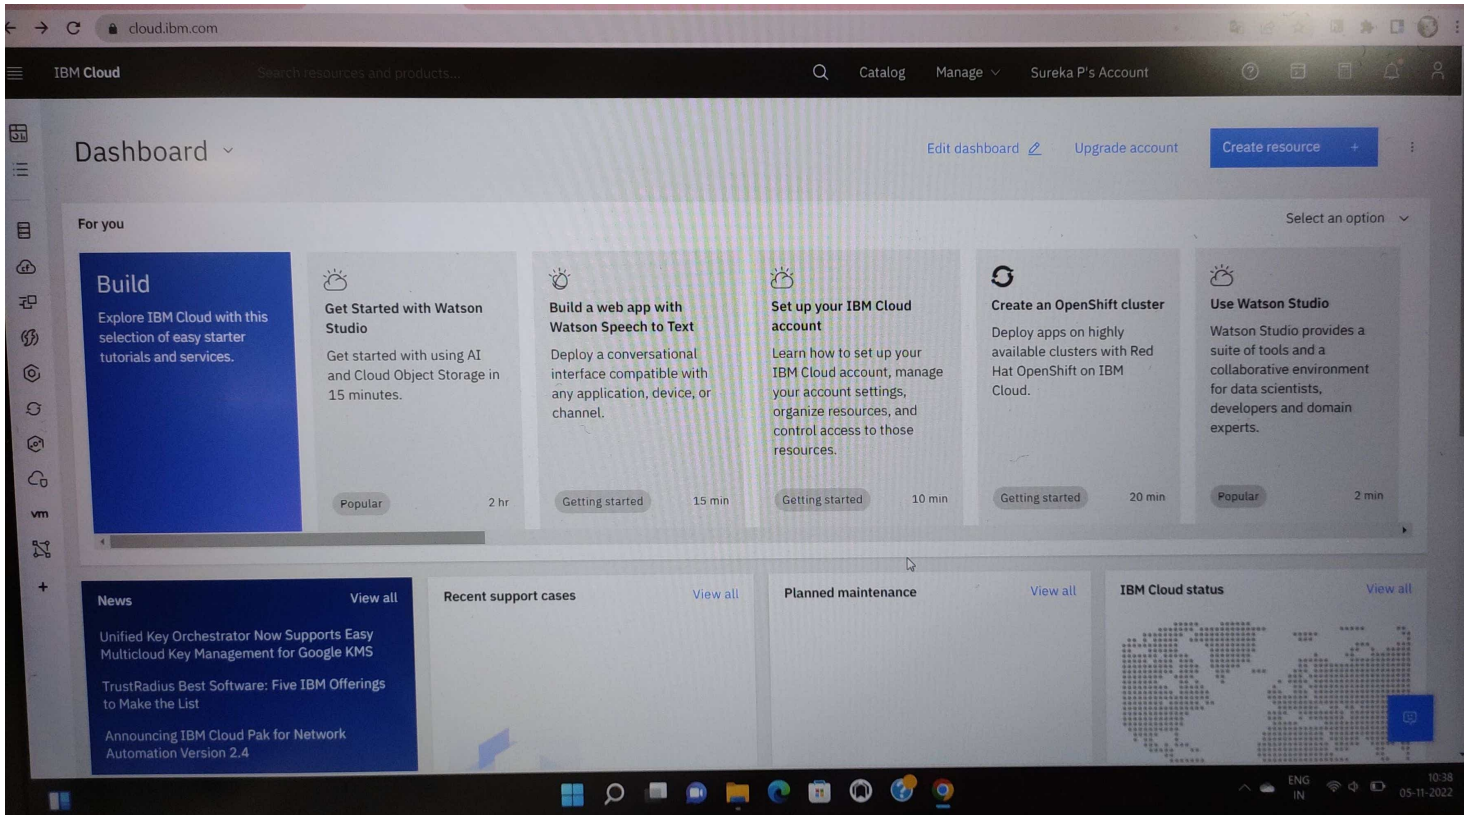 cloud.ibm.com
IBM Cloud
Search resources and products...
Catalog
Manage
Sureka P's Account
Dashboard
Edit dashboard
Upgrade account
Create resource +
For you
Select an option
Build
Explore IBM Cloud with this
selection of easy starter
tutorials and services.
Get Started with Watson
Studio
Get started with using AI
and Cloud Object Storage in
15 minutes.
Popular
2 hr
Build a web app with
Watson Speech to Text
Deploy a conversational
interface compatible with
any application, device, or
channel.
Getting started
15 min
Set up your IBM Cloud
account
Learn how to set up your
IBM Cloud account, manage
your account settings,
organize resources, and
control access to those
resources.
Getting started
10 min
Create an OpenShift cluster
Deploy apps on highly
available clusters with Red
Hat OpenShift on IBM
Cloud.
Getting started
20 min
Use Watson Studio
Watson Studio provides a
suite of tools and a
collaborative environment
for data scientists,
developers and domain
experts.
Popular
2 min
vm
News
View all
Unified Key Orchestrator Now Supports Easy
Multicloud Key Management for Google KMS
TrustRadius Best Software: Five IBM Offerings
to Make the List
Announcing IBM Cloud Pak for Network
Automation Version 2.4
Recent support cases
View all
Planned maintenance
View all
IBM Cloud status
View all
ENG
IN
10:38
05-11-2022